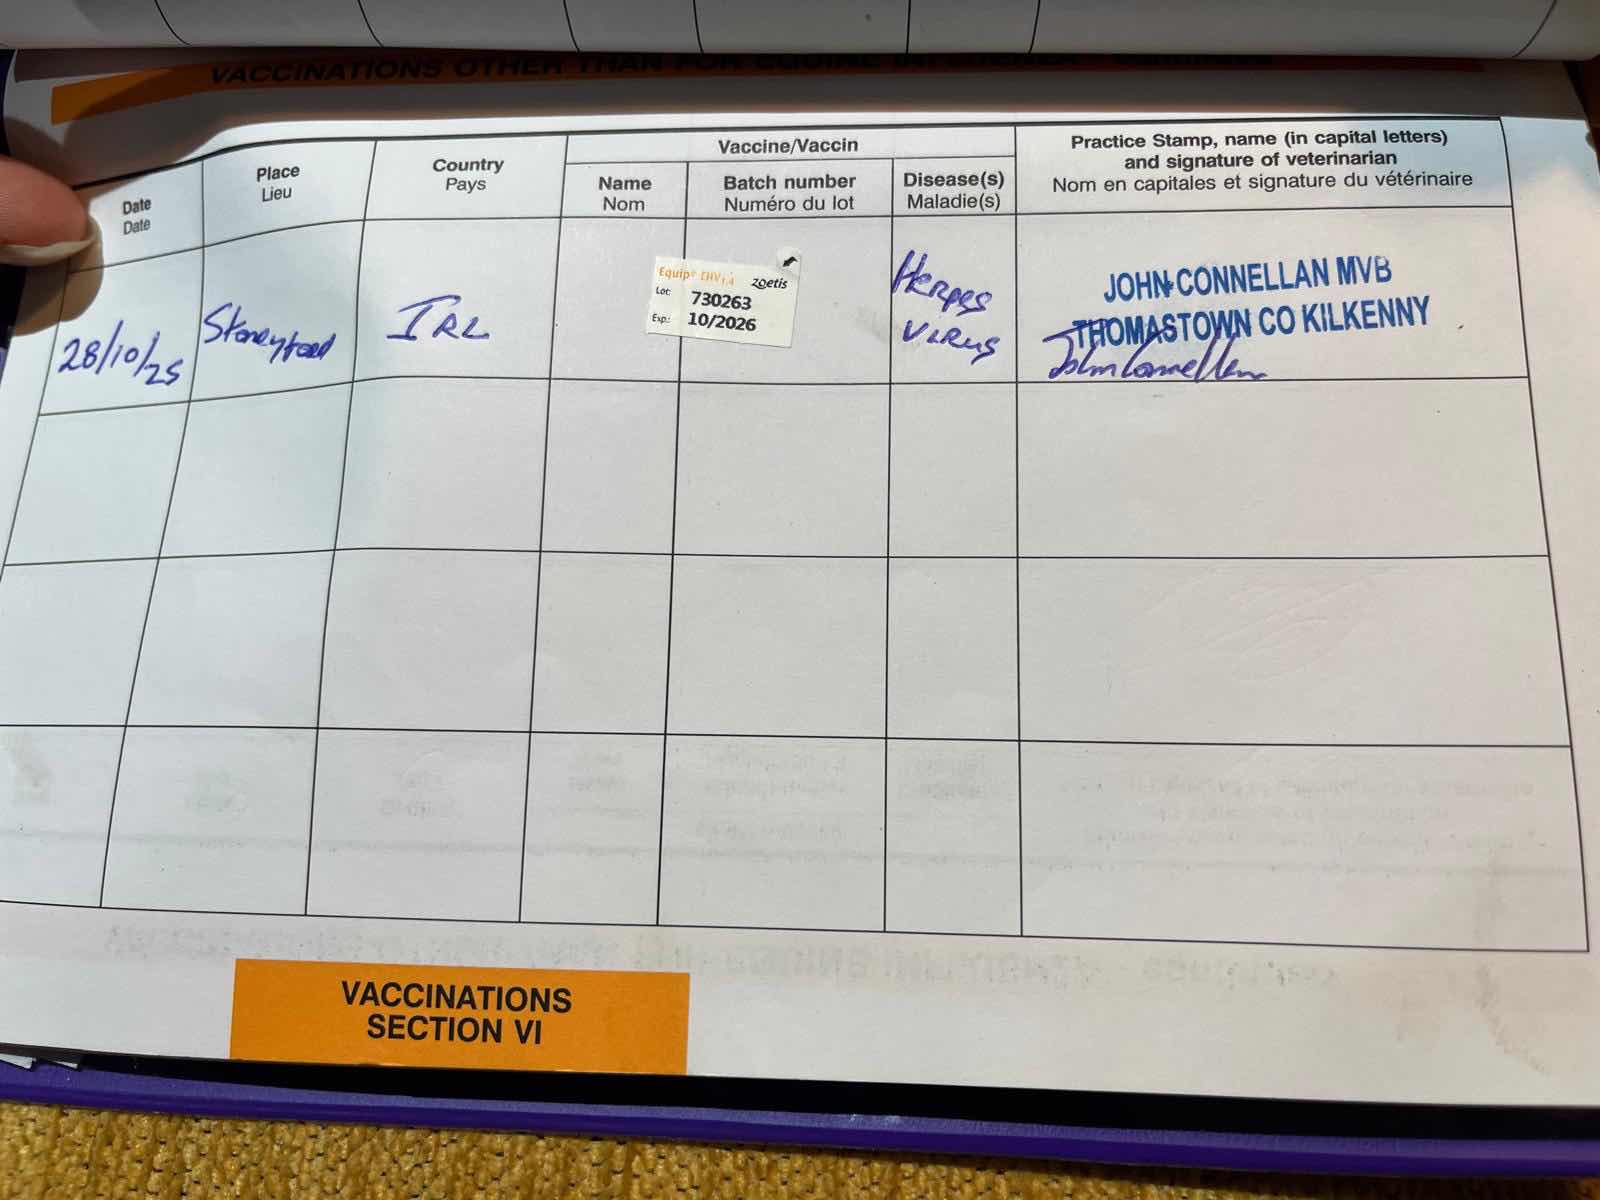 VACCINATIONS OTHER THAN FOR EQUINE INFLUENZA
Date
Date
Place
Lieu
Country
Pays
Vaccine/Vaccin
Name
Nom
Batch number
Numéro du lot
Disease(s)
Maladie(s)
Practice Stamp, name (in capital letters)
and signature of veterinarian
Nom en capitales et signature du vétérinaire
28/10/25
Stoneyford
IRL
Equip® EHV1,4 zoetis
Lot: 730263
Exp.: 10/2026
Herpes
Virus
JOHN CONNELLAN MVB
THOMASTOWN CO KILKENNY
John Connellan
VACCINATIONS
SECTION VI